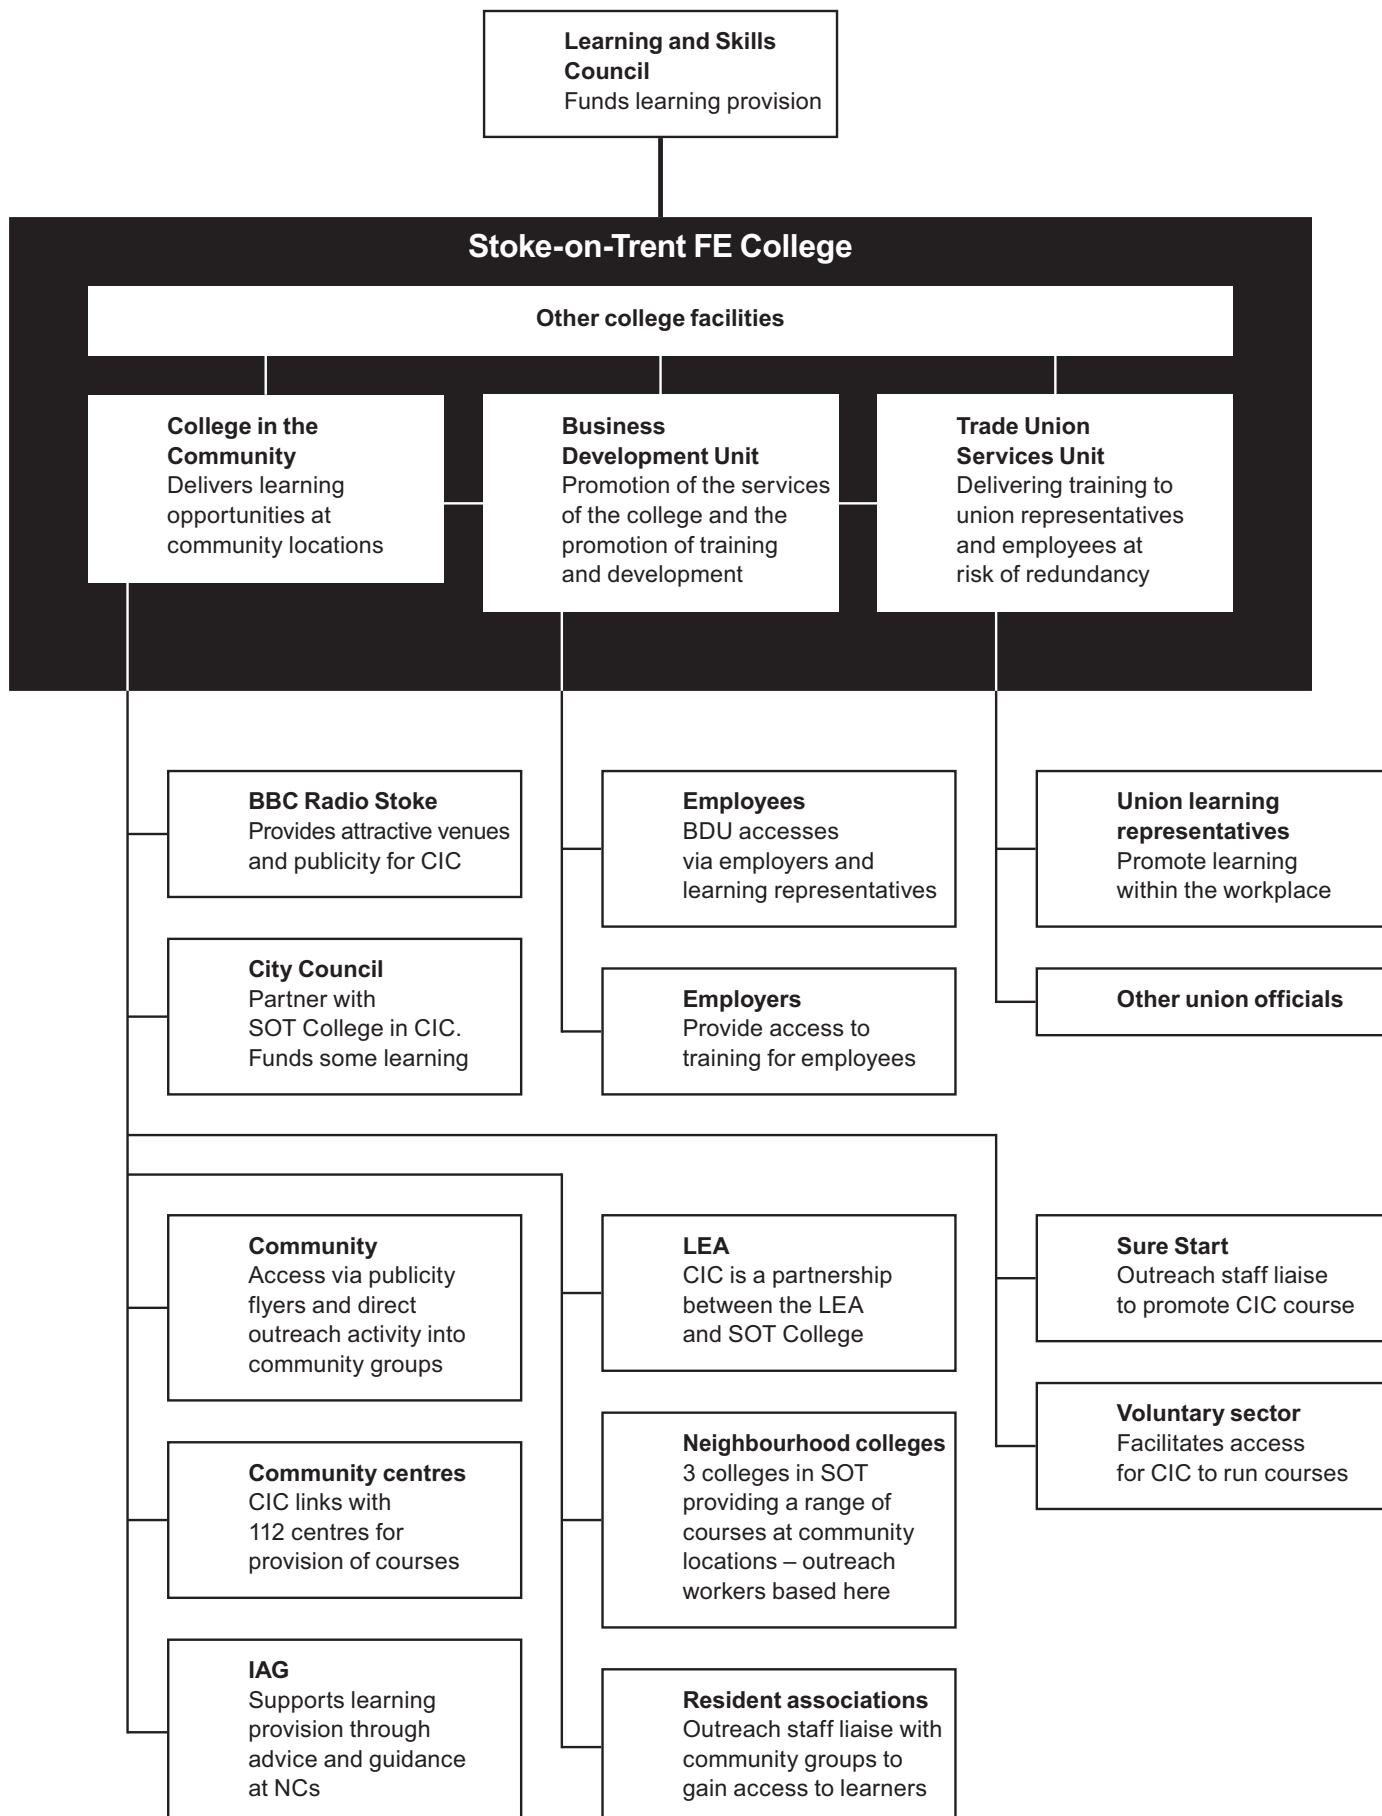 Learning and Skills
Council
Funds learning provision
Stoke-on-Trent FE College
Other college facilities
College in the
Community
Delivers learning
opportunities at
community locations
Business
Development Unit
Promotion of the services
of the college and the
promotion of training
and development
Trade Union
Services Unit
Delivering training to
union representatives
and employees at
risk of redundancy
BBC Radio Stoke
Provides attractive venues
and publicity for CIC
Employees
BDU accesses
via employers and
learning representatives
Union learning
representatives
Promote learning
within the workplace
City Council
Partner with
SOT College in CIC.
Funds some learning
Employers
Provide access to
training for employees
Other union officials
Community
Access via publicity
flyers and direct
outreach activity into
community groups
LEA
CIC is a partnership
between the LEA
and SOT College
Sure Start
Outreach staff liaise
to promote CIC course
Community centres
CIC links with
112 centres for
provision of courses
Neighbourhood colleges
3 colleges in SOT
providing a range of
courses at community
locations – outreach
workers based here
Voluntary sector
Facilitates access
for CIC to run courses
IAG
Supports learning
provision through
advice and guidance
at NCs
Resident associations
Outreach staff liaise with
community groups to
gain access to learners